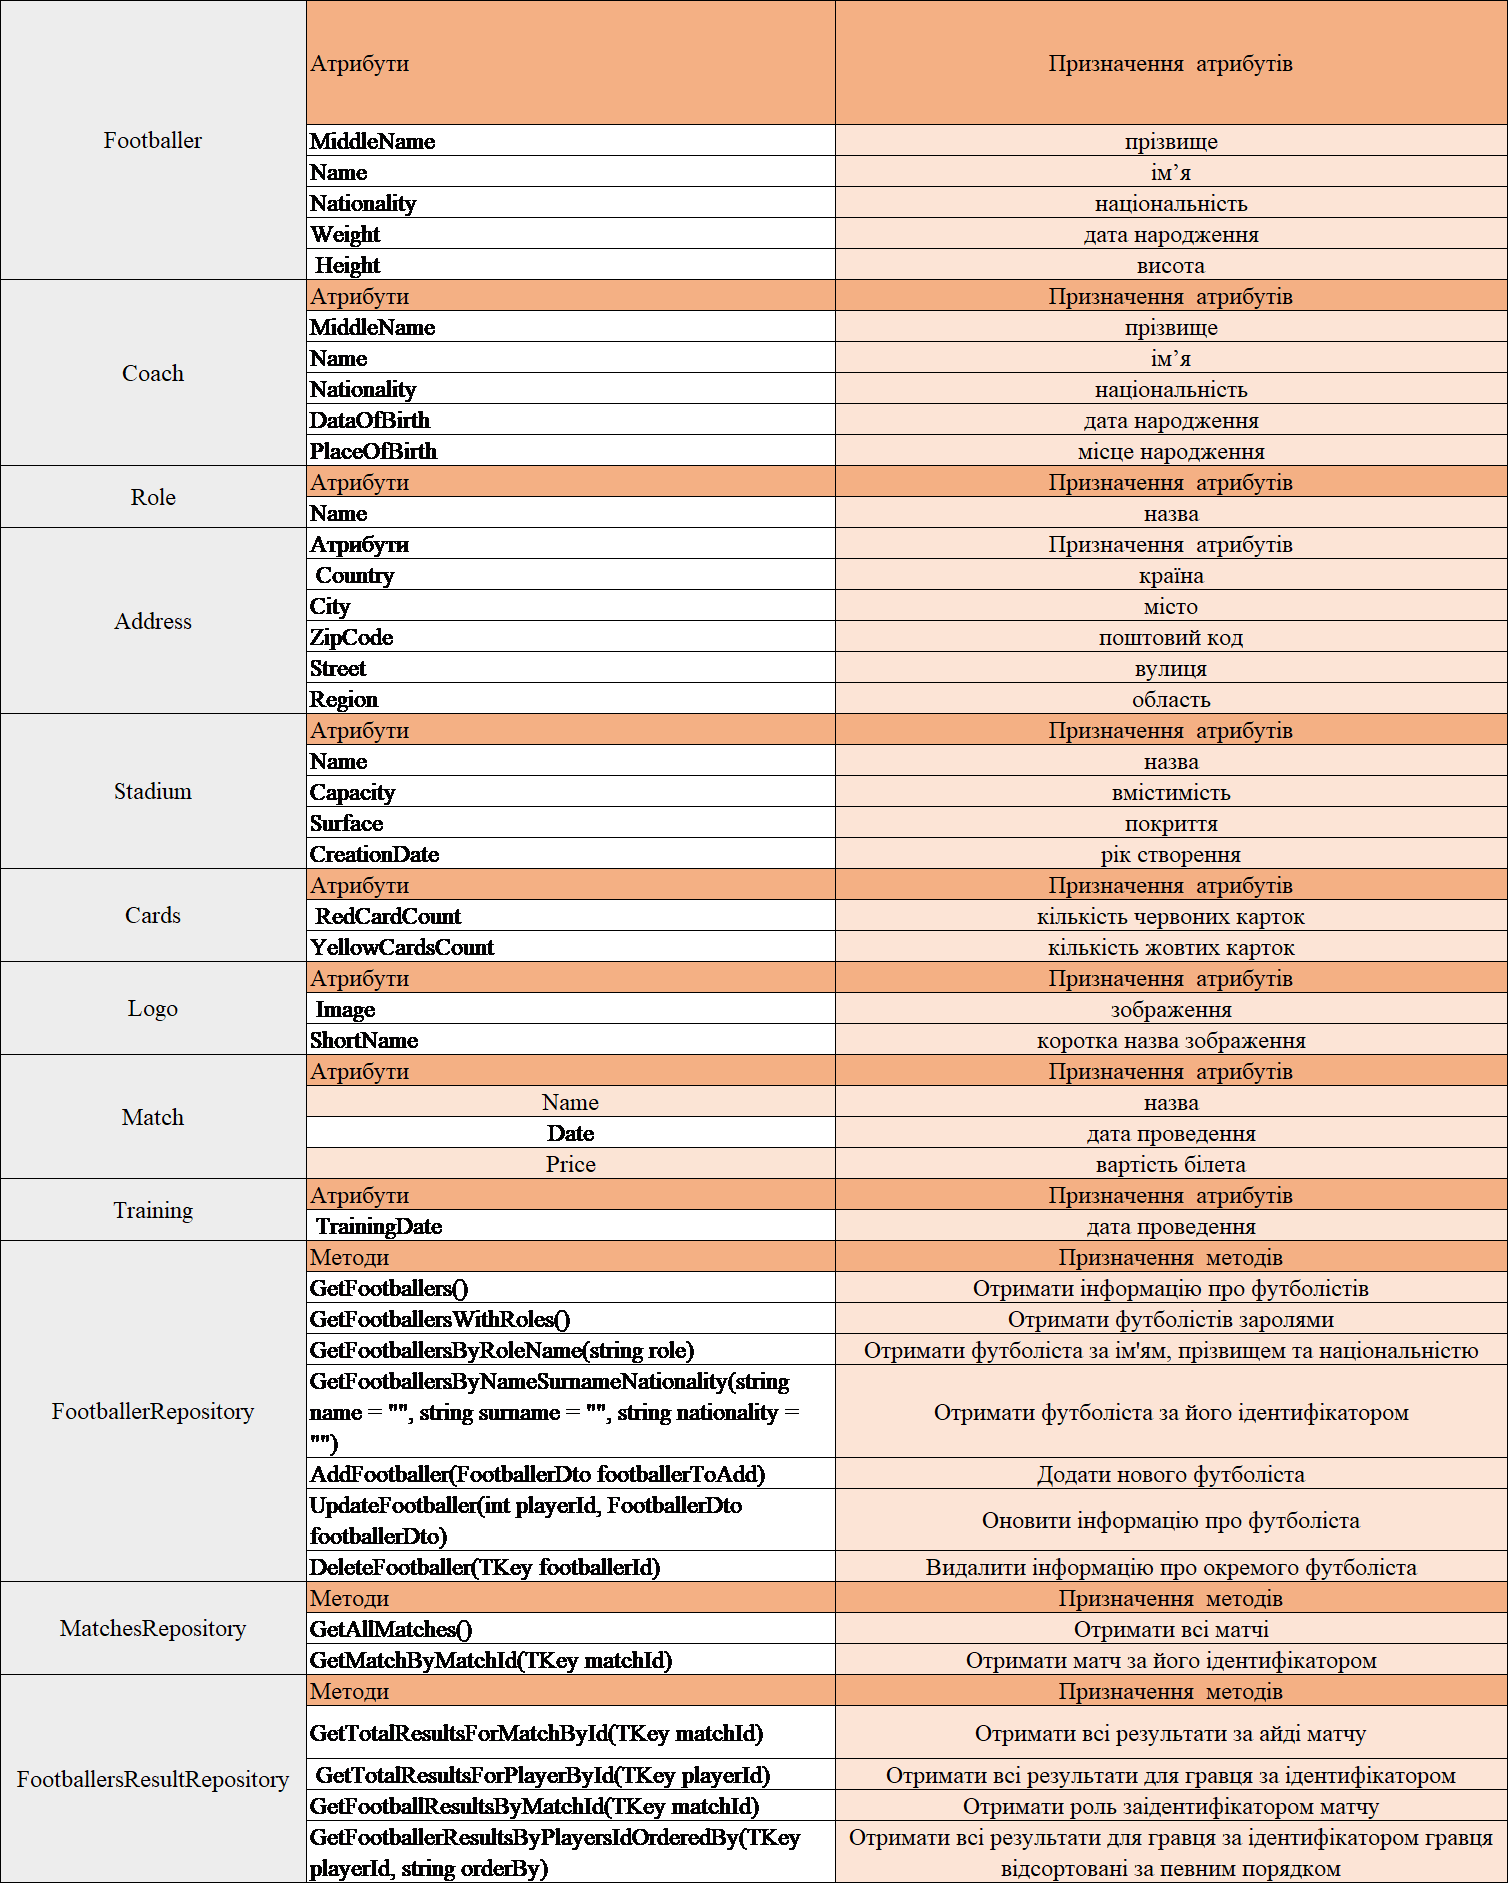 Footballer
Атрибути Призначення атрибутів
MiddleName прізвище
Name ім’я
Nationality національність
Weight дата народження
Height висота
Coach
Атрибути Призначення атрибутів
MiddleName прізвище
Name ім’я
Nationality національність
DataOfBirth дата народження
PlaceOfBirth місце народження
Role
Атрибути Призначення атрибутів
Name назва
Address
Атрибути Призначення атрибутів
Country країна
City місто
ZipCode поштовий код
Street вулиця
Region область
Stadium
Атрибути Призначення атрибутів
Name назва
Capacity вмістимість
Surface покриття
CreationDate рік створення
Cards
Атрибути Призначення атрибутів
RedCardCount кількість червоних карток
YellowCardsCount кількість жовтих карток
Logo
Атрибути Призначення атрибутів
Image зображення
ShortName коротка назва зображення
Match
Атрибути Призначення атрибутів
Name назва
Date дата проведення
Price вартість білета
Training
Атрибути Призначення атрибутів
TrainingDate дата проведення
FootballerRepository
Методи Призначення методів
GetFootballers() Отримати інформацію про футболістів
GetFootballersWithRoles() Отримати футболістів заролями
GetFootballersByRoleName(string role) Отримати футболіста за ім'ям, прізвищем та національністю
GetFootballersByNameSurnameNationality(string
name = "", string surname = "", string nationality =
"")
Отримати футболіста за його ідентифікатором
AddFootballer(FootballerDto footballerToAdd) Додати нового футболіста
UpdateFootballer(int playerId, FootballerDto
footballerDto)
Оновити інформацію про футболіста
DeleteFootballer(TKey footballerId) Видалити інформацію про окремого футболіста
MatchesRepository
Методи Призначення методів
GetAllMatches() Отримати всі матчі
GetMatchByMatchId(TKey matchId) Отримати матч за його ідентифікатором
FootballersResultRepository
Методи Призначення методів
GetTotalResultsForMatchById(TKey matchId) Отримати всі результати за айді матчу
GetTotalResultsForPlayerById(TKey playerId) Отримати всі результати для гравця за ідентифікатором
GetFootballResultsByMatchId(TKey matchId) Отримати роль заідентифікатором матчу
GetFootballerResultsByPlayersIdOrderedBy(TKey
playerId, string orderBy)
Отримати всі результати для гравця за ідентифікатором гравця
відсортовані за певним порядком